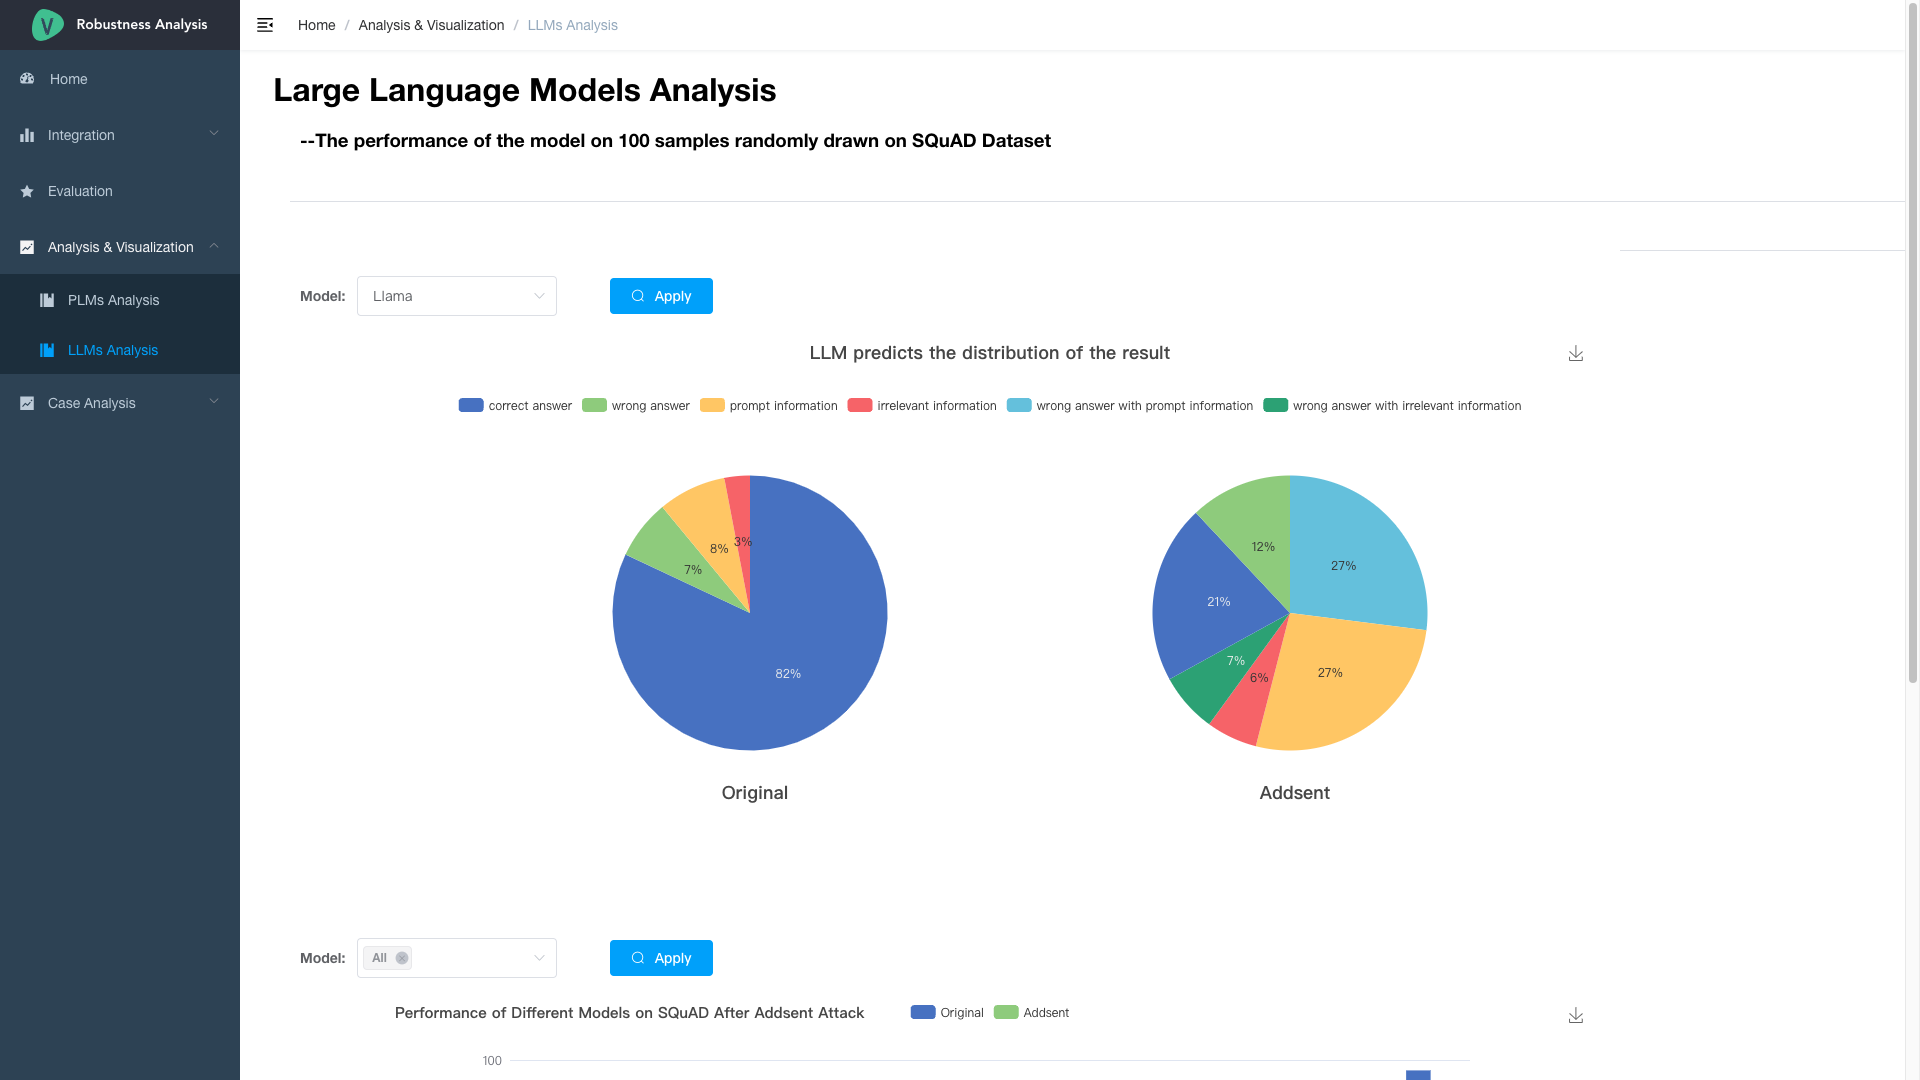 V Robustness Analysis
Home / Analysis & Visualization / LLMs Analysis
Home
Integration
Evaluation
Analysis & Visualization
PLMs Analysis
LLMs Analysis
Case Analysis
Large Language Models Analysis
--The performance of the model on 100 samples randomly drawn on SQuAD Dataset
Model: Llama Apply
LLM predicts the distribution of the result
correct answer wrong answer prompt information irrelevant information wrong answer with prompt information wrong answer with irrelevant information
3%
8%
7%
82%
Original
12%
27%
21%
7%
6%
27%
Addsent
Model: All Apply
Performance of Different Models on SQuAD After Addsent Attack Original Addsent
100